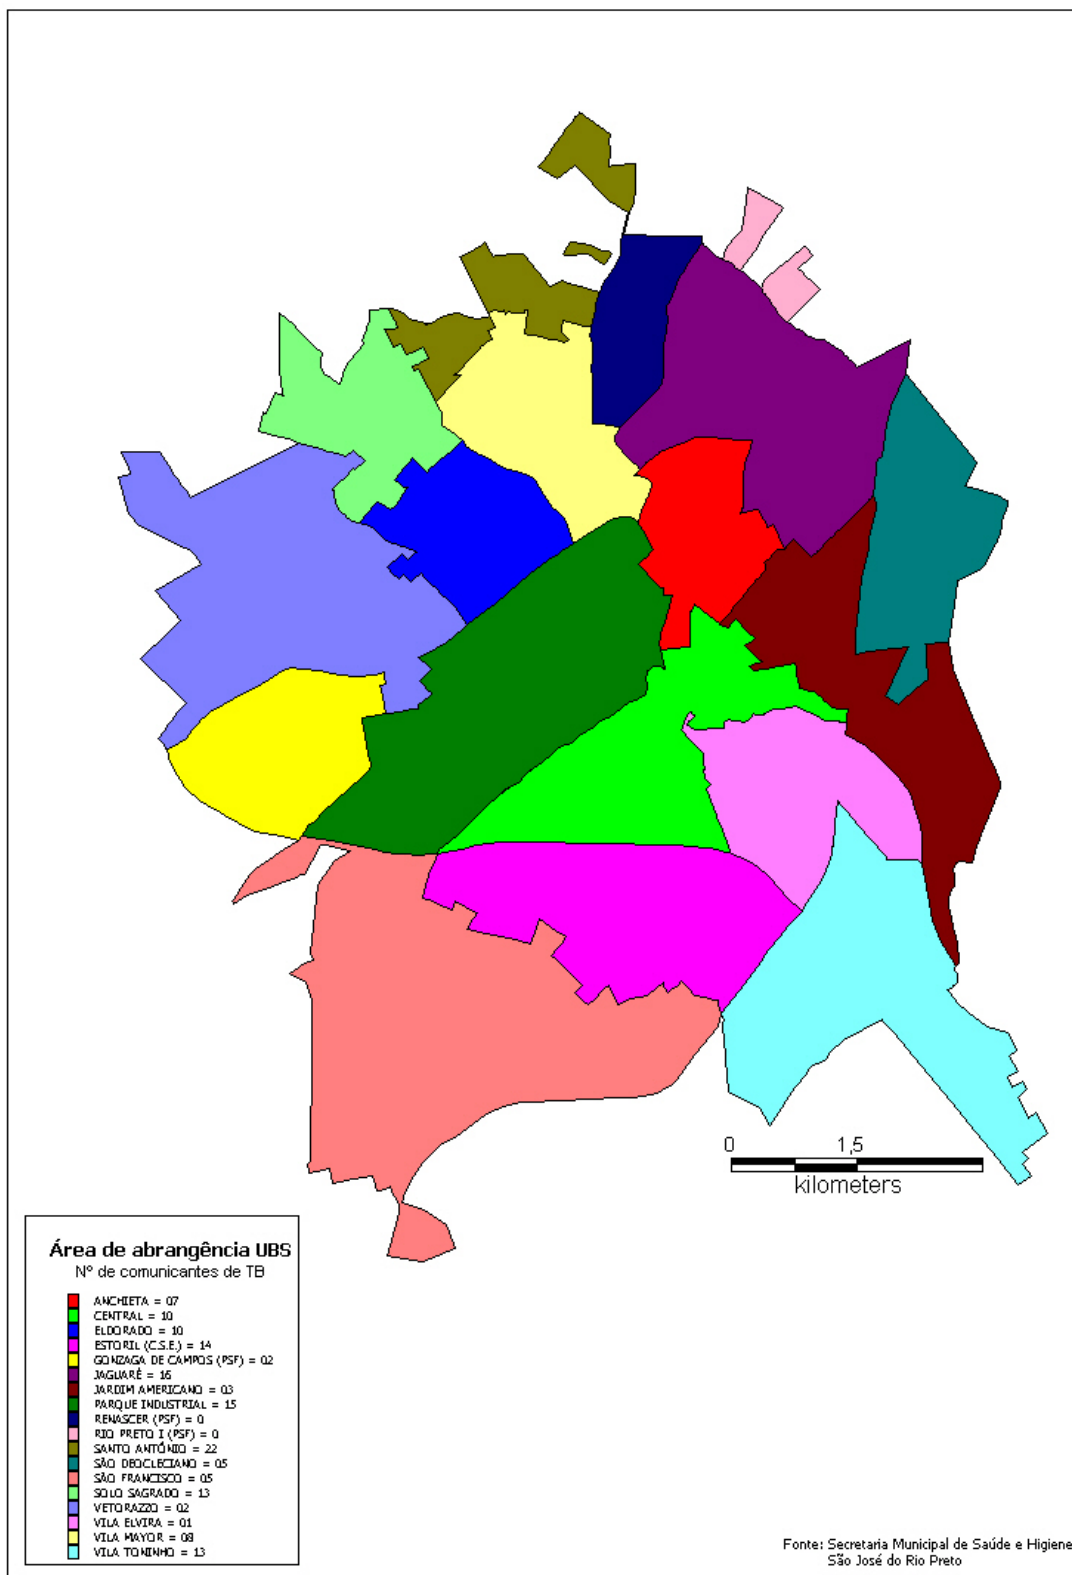 0 1,5
kilometers
Área de abrangência UBS
Nº de comunicantes de TB
ANCHIETA = 07
CENTRAL = 10
ELDORADO = 10
ESTORIL (C.S.E.) = 14
GONZAGA DE CAMPOS (PSF) = 02
JAGUARÉ = 16
JARDIM AMERICANO = 03
PARQUE INDUSTRIAL = 15
RENASCER (PSF) = 0
RIO PRETO I (PSF) = 0
SANTO ANTÔNIO = 22
SÃO DEOCLECIANO = 05
SÃO FRANCISCO = 05
SOLO SAGRADO = 13
VETORAZZO = 02
VILA ELVIRA = 01
VILA MAYOR = 08
VILA TONINHO = 13
Fonte: Secretaria Municipal de Saúde e Higiene
São José do Rio Preto